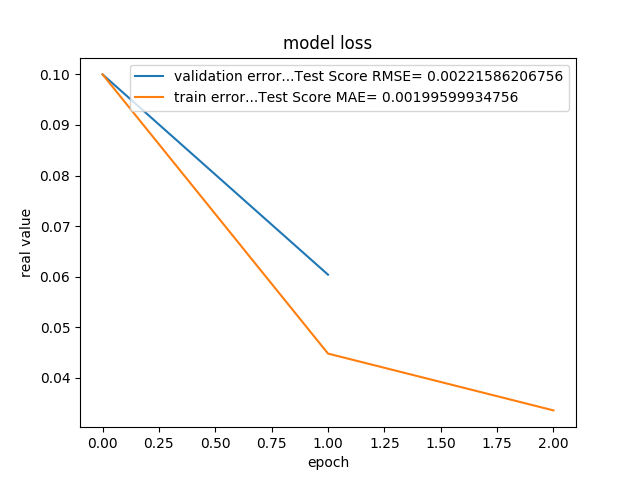 model loss
validation error...Test Score RMSE= 0.00221586206756
train error...Test Score MAE= 0.00199599934756
0.10
0.09
0.08
0.07
0.06
0.05
0.04
real value
0.00 0.25 0.50 0.75 1.00 1.25 1.50 1.75 2.00
epoch